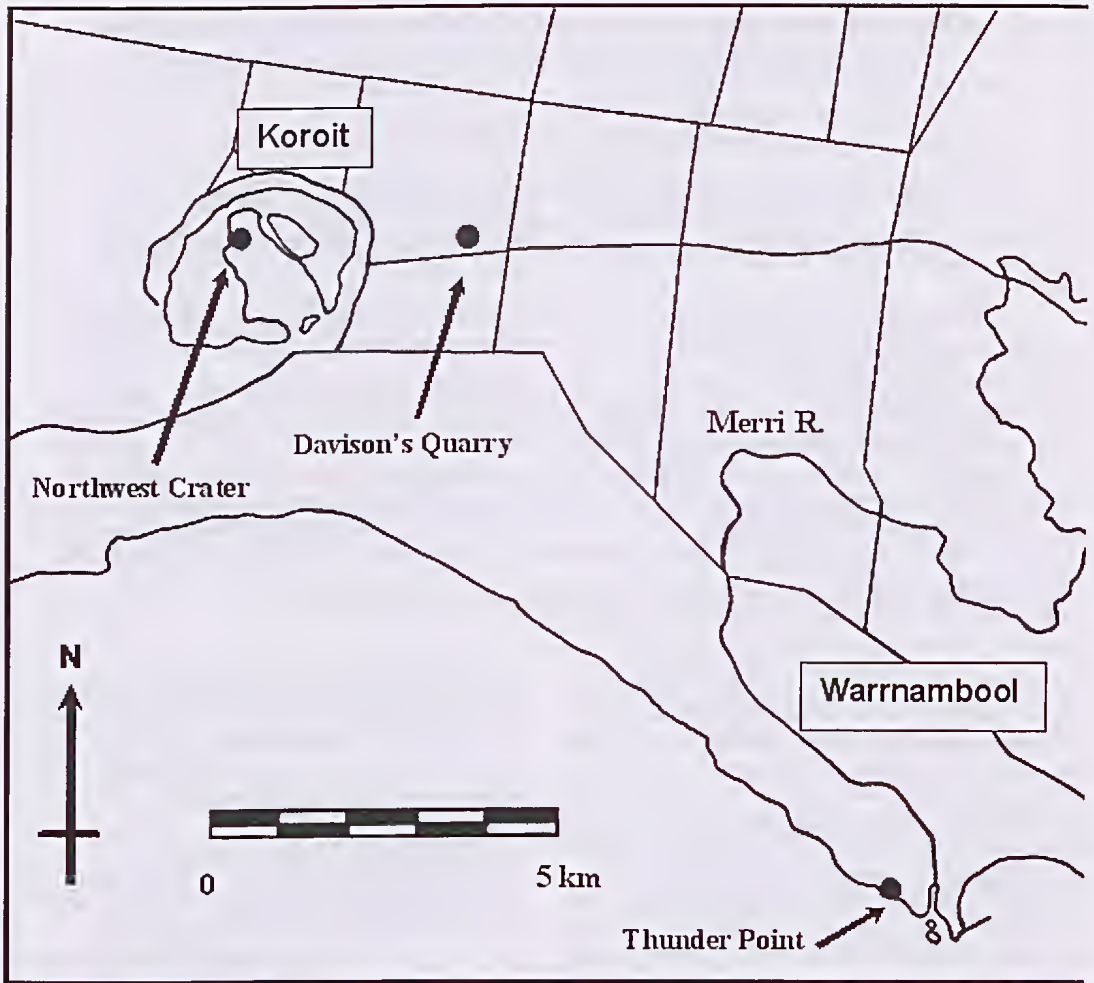 Koroit
Merri R.
Davison's Quarry
Northwest Crater
N
Warrnambool
0
5 km
Thunder Point